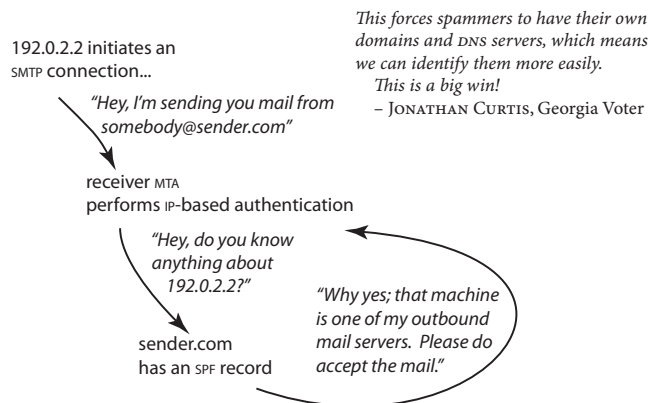 This forces spammers to have their own
domains and DNS servers, which means
we can identify them more easily.
This is a big win!
– Jonathan Curtis, Georgia Voter
192.0.2.2 initiates an
SMTP connection...
“Hey, I’m sending you mail from
somebody@sender.com”
receiver MTA
performs IP-based authentication
“Hey, do you know
anything about
192.0.2.2?”
“Why yes; that machine
is one of my outbound
mail servers. Please do
accept the mail.”
sender.com
has an SPF record